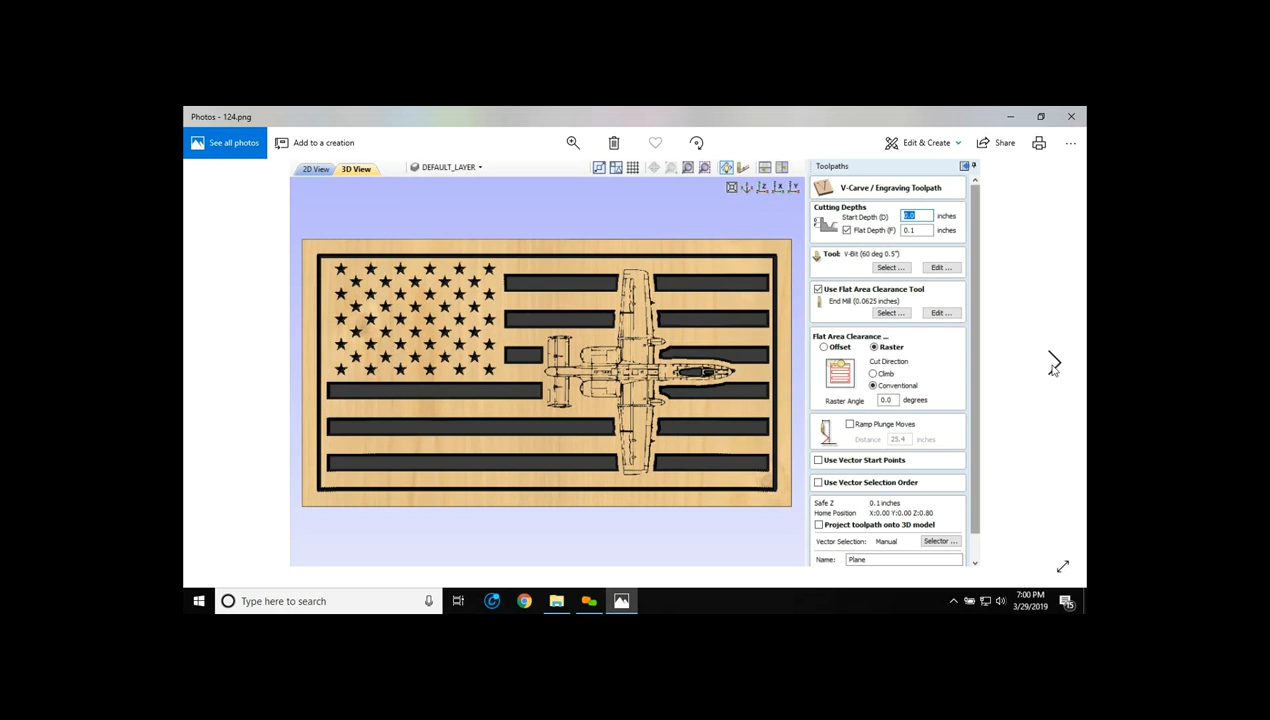 Photos - 124.png
See all photos
Add to a creation
Edit & Create
Share
2D View
3D View
DEFAULT_LAYER
Toolpaths
V-Carve / Engraving Toolpath
Cutting Depths
Start Depth (D) 0.0 inches
Flat Depth (F) 0.1 inches
Tool: V-Bit (60 deg 0.5")
Select ... Edit ...
Use Flat Area Clearance Tool
End Mill (0.0625 inches)
Select ... Edit ...
Flat Area Clearance ...
Offset Raster
Cut Direction
Climb
Conventional
Raster Angle 0.0 degrees
Ramp Plunge Moves
Distance 25.4 inches
Use Vector Start Points
Use Vector Selection Order
Safe Z 0.1 inches
Home Position X:0.00 Y:0.00 Z:0.80
Project toolpath onto 3D model
Vector Selection: Manual Selector ...
Name: Plane
Type here to search
7:00 PM
3/29/2019
15